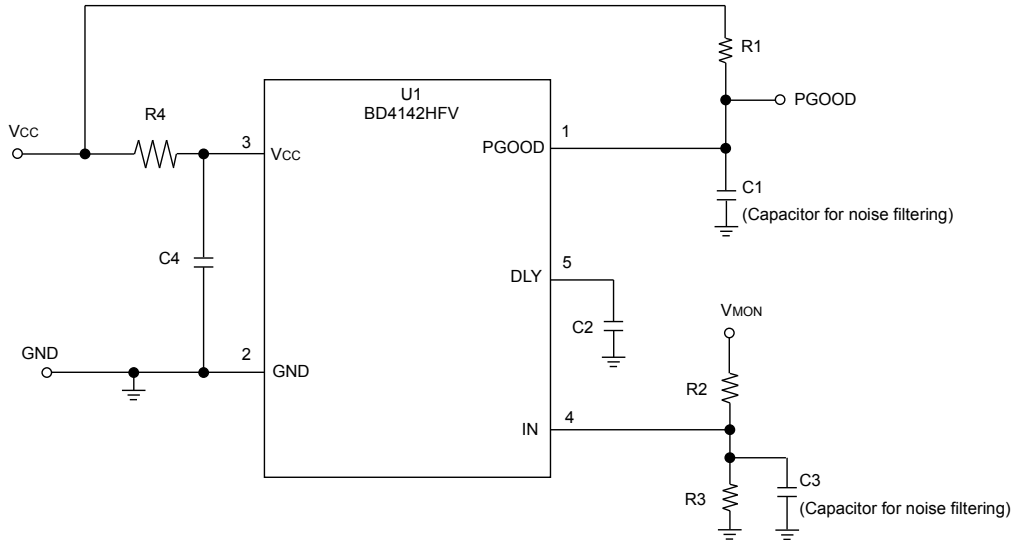 R1
U1
BD4142HFV
PGOOD
R4
VCC
3
VCC
PGOOD
1
C1
(Capacitor for noise filtering)
C4
DLY
5
C2
VMON
GND
2
GND
R2
IN
4
C3
R3
(Capacitor for noise filtering)